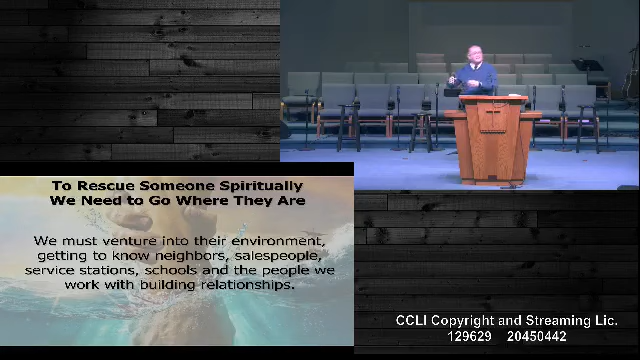 To Rescue Someone Spiritually
We Need to Go Where They Are
We must venture into their environment,
getting to know neighbors, salespeople,
service stations, schools and the people we
work with building relationships.
CCLI Copyright and Streaming Lic.
129629 20450442